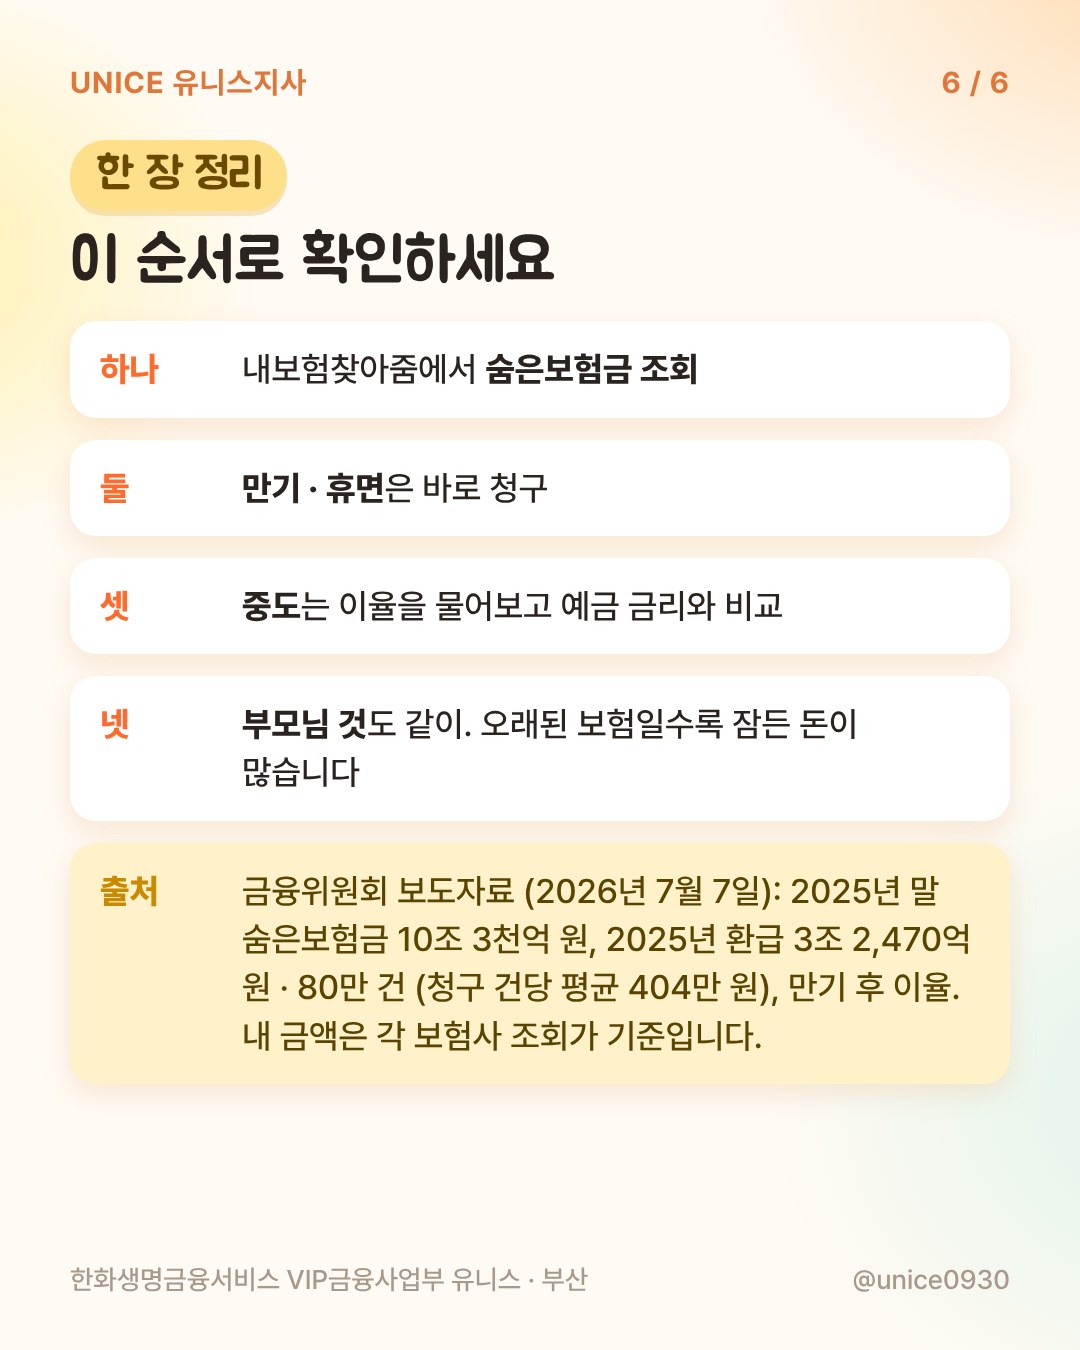 UNICE 유니스지사
6 / 6
한 장 정리
이 순서로 확인하세요
하나
내보험찾아줌에서 숨은보험금 조회
둘
만기 · 휴면은 바로 청구
셋
중도는 이율을 물어보고 예금 금리와 비교
넷
부모님 것도 같이. 오래된 보험일수록 잠든 돈이
많습니다
출처
금융위원회 보도자료 (2026년 7월 7일): 2025년 말
숨은보험금 10조 3천억 원, 2025년 환급 3조 2,470억
원 · 80만 건 (청구 건당 평균 404만 원), 만기 후 이율.
내 금액은 각 보험사 조회가 기준입니다.
한화생명금융서비스 VIP금융사업부 유니스 · 부산
@unice0930